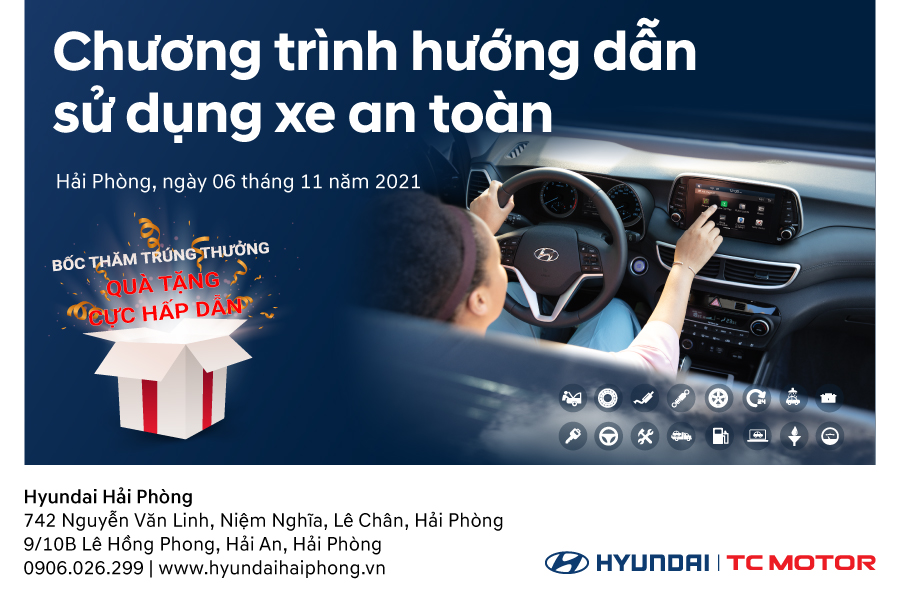 Chương trình hướng dẫn
sử dụng xe an toàn
Hải Phòng, ngày 06 tháng 11 năm 2021
BỐC THĂM TRÚNG THƯỞNG
QUÀ TẶNG
CỰC HẤP DẪN
Hyundai Hải Phòng
742 Nguyễn Văn Linh, Niệm Nghĩa, Lê Chân, Hải Phòng
9/10B Lê Hồng Phong, Hải An, Hải Phòng
0906.026.299 | www.hyundaihaiphong.vn
HYUNDAI | TC MOTOR